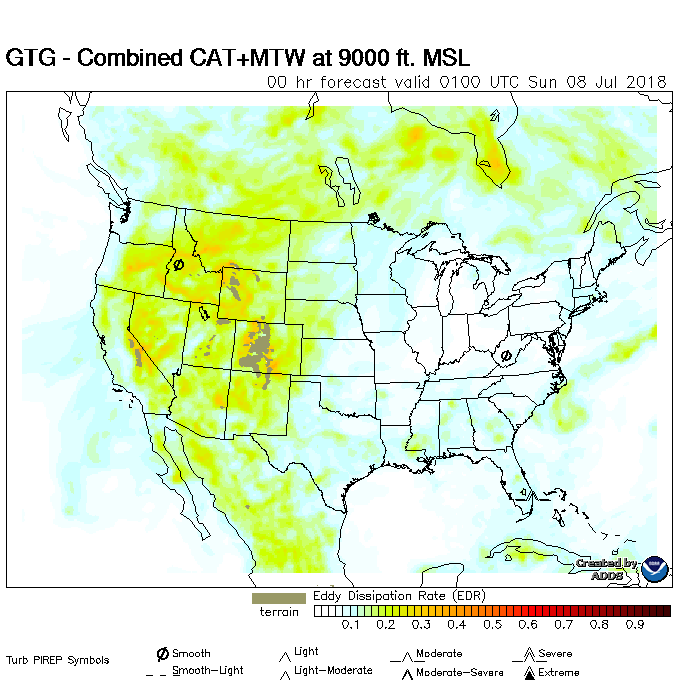 GTG - Combined CAT+MTW at 9000 ft. MSL
00 hr forecast valid 0100 UTC Sun 08 Jul 2018
Created by
ADDS
terrain
Eddy Dissipation Rate (EDR)
0.1 0.2 0.3 0.4 0.5 0.6 0.7 0.8 0.9
Turb PIREP Symbols
Smooth
Light
Moderate
Severe
Smooth-Light
Light-Moderate
Moderate-Severe
Extreme